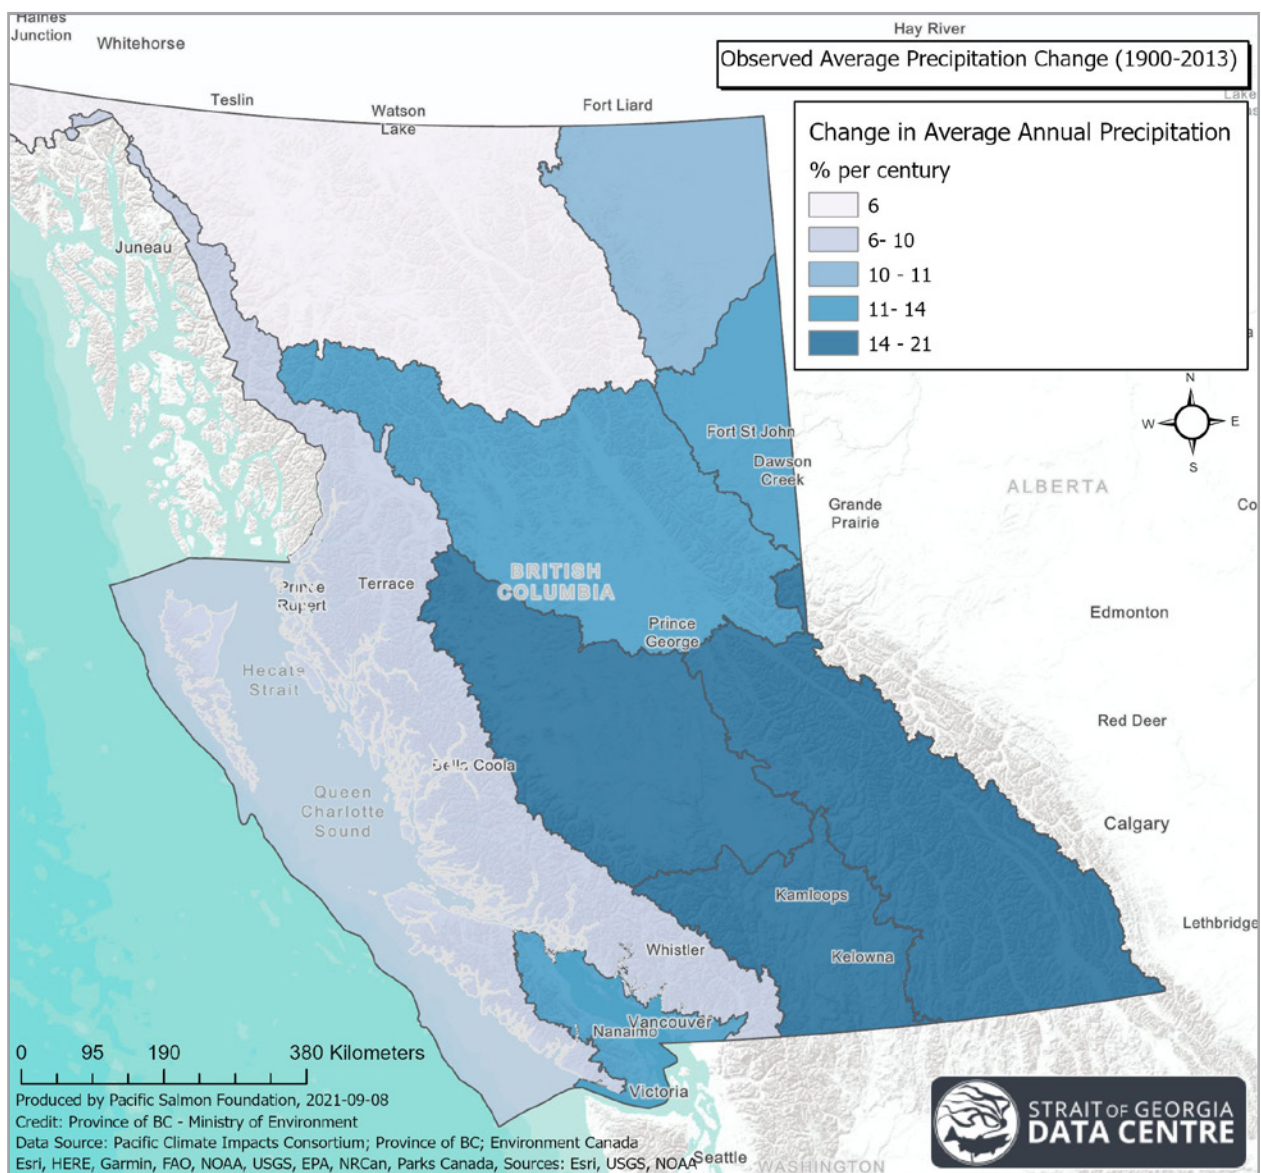 Haines
Junction
Whitehorse
Hay River
Observed Average Precipitation Change (1900-2013)
Teslin
Watson
Lake
Fort Liard
Change in Average Annual Precipitation
% per century
6
6- 10
10 - 11
11- 14
14 - 21
Juneau
N
W
E
S
Fort St John
Dawson
Creek
ALBERTA
Grande
Prairie
Co
BRITISH
COLUMBIA
Prince
Rupert
Terrace
Edmonton
Prince
George
Hecate
Strait
Red Deer
Bella Coola
Queen
Charlotte
Sound
Calgary
Kamloops
Lethbridge
Whistler
Kelowna
Vancouver
Nanaimo
0 95 190 380 Kilometers
Victoria
Produced by Pacific Salmon Foundation, 2021-09-08
Credit: Province of BC - Ministry of Environment
Data Source: Pacific Climate Impacts Consortium; Province of BC; Environment Canada
Esri, HERE, Garmin, FAO, NOAA, USGS, EPA, NRCan, Parks Canada, Sources: Esri, USGS, NOAA
Seattle
WASHINGTON
STRAIT OF GEORGIA
DATA CENTRE